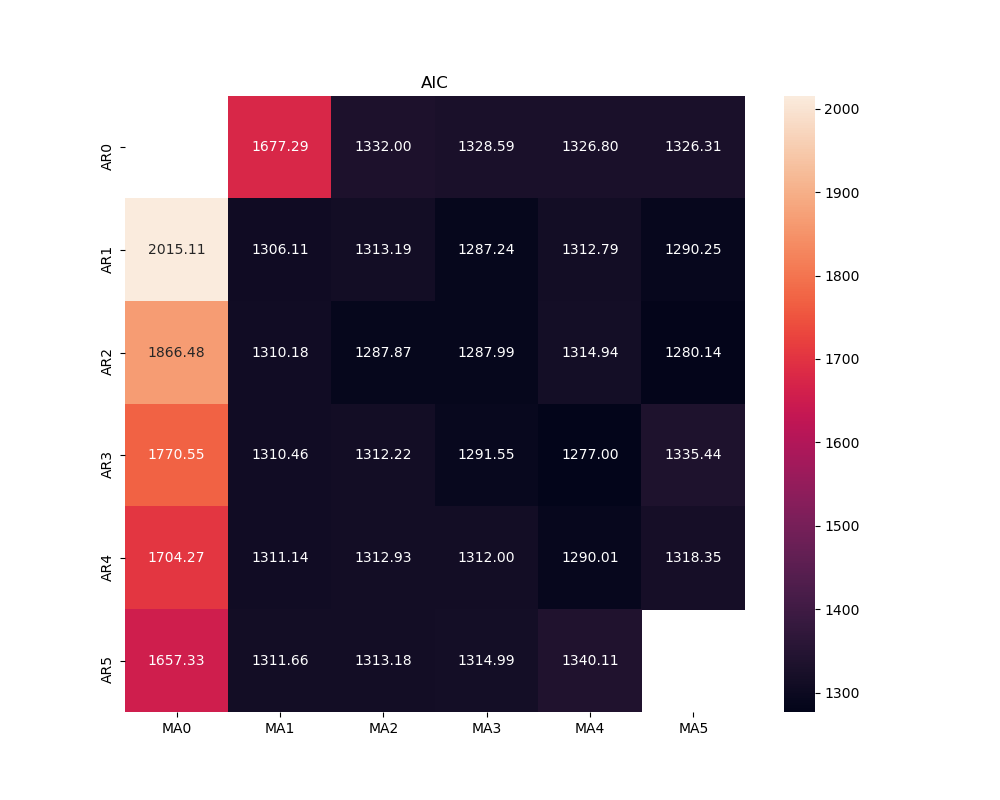 AIC
AR0 1677.29 1332.00 1328.59 1326.80 1326.31
AR1 2015.11 1306.11 1313.19 1287.24 1312.79 1290.25
AR2 1866.48 1310.18 1287.87 1287.99 1314.94 1280.14
AR3 1770.55 1310.46 1312.22 1291.55 1277.00 1335.44
AR4 1704.27 1311.14 1312.93 1312.00 1290.01 1318.35
AR5 1657.33 1311.66 1313.18 1314.99 1340.11
MA0 MA1 MA2 MA3 MA4 MA5
2000
1900
1800
1700
1600
1500
1400
1300